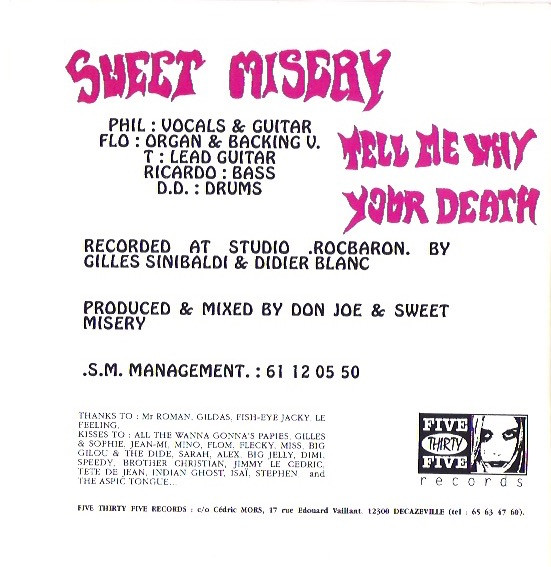 SWEET MISERY
PHIL : VOCALS & GUITAR
FLO : ORGAN & BACKING V.
T : LEAD GUITAR
RICARDO : BASS
D.D. : DRUMS
TELL ME WHY
YOUR DEATH
RECORDED AT STUDIO .ROCBARON. BY
GILLES SINIBALDI & DIDIER BLANC
PRODUCED & MIXED BY DON JOE & SWEET
MISERY
.S.M. MANAGEMENT. : 61 12 05 50
THANKS TO : Mr ROMAN, GILDAS, FISH-EYE JACKY, LE
FEELING,
KISSES TO : ALL THE WANNA GONNA'S PAPIES, GILLES
& SOPHIE, JEAN-MI, MINO, FLOM, FLECKY, MISS, BIG
GILOU & THE DIDE, SARAH, ALEX, BIG JELLY, DIMI,
SPEEDY, BROTHER CHRISTIAN, JIMMY LE CEDRIC,
TETE DE JEAN, INDIAN GHOST, ISAI, STEPHEN and
THE ASPIC TONGUE...
FIVE
THIRTY
FIVE
records
FIVE THIRTY FIVE RECORDS : c/o Cédric MORS, 17 rue Edouard Vaillant. 12300 DECAZEVILLE (tel : 65 63 47 60).